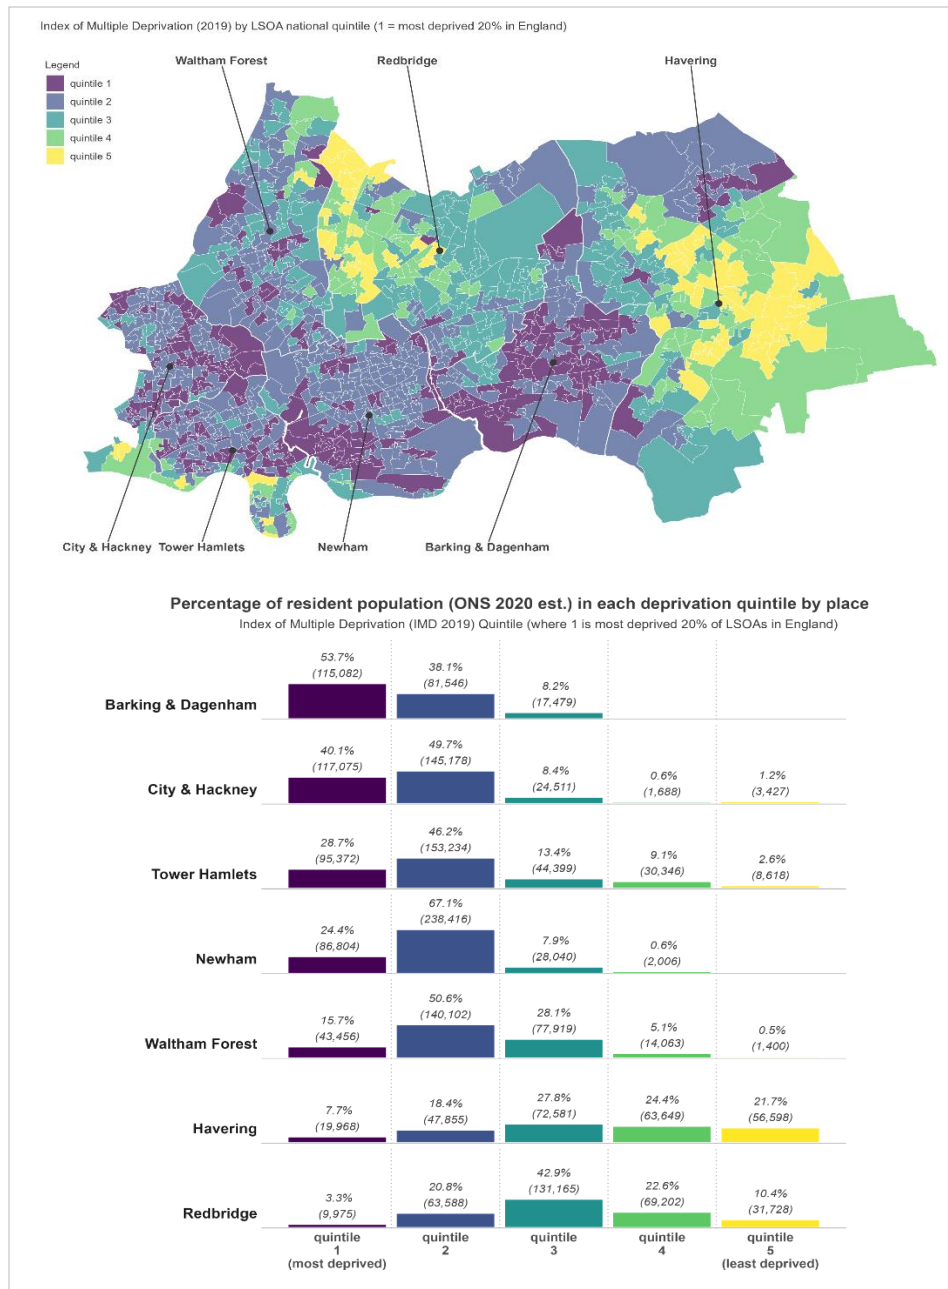 Index of Multiple Deprivation (2019) by LSOA national quintile (1 = most deprived 20% in England)
Legend
quintile 1
quintile 2
quintile 3
quintile 4
quintile 5
Waltham Forest
Redbridge
Havering
City & Hackney
Tower Hamlets
Newham
Barking & Dagenham
Percentage of resident population (ONS 2020 est.) in each deprivation quintile by place
Index of Multiple Deprivation (IMD 2019) Quintile (where 1 is most deprived 20% of LSOAs in England)
Barking & Dagenham
53.7%
(115,082)
38.1%
(81,546)
8.2%
(17,479)
City & Hackney
40.1%
(117,075)
49.7%
(145,178)
8.4%
(24,511)
0.6%
(1,688)
1.2%
(3,427)
Tower Hamlets
28.7%
(95,372)
46.2%
(153,234)
13.4%
(44,399)
9.1%
(30,346)
2.6%
(8,618)
Newham
24.4%
(86,804)
67.1%
(238,416)
7.9%
(28,040)
0.6%
(2,006)
Waltham Forest
15.7%
(43,456)
50.6%
(140,102)
28.1%
(77,919)
5.1%
(14,063)
0.5%
(1,400)
Havering
7.7%
(19,968)
18.4%
(47,855)
27.8%
(72,581)
24.4%
(63,649)
21.7%
(56,598)
Redbridge
3.3%
(9,975)
20.8%
(63,588)
42.9%
(131,165)
22.6%
(69,202)
10.4%
(31,728)
quintile
1
(most deprived)
quintile
2
quintile
3
quintile
4
quintile
5
(least deprived)